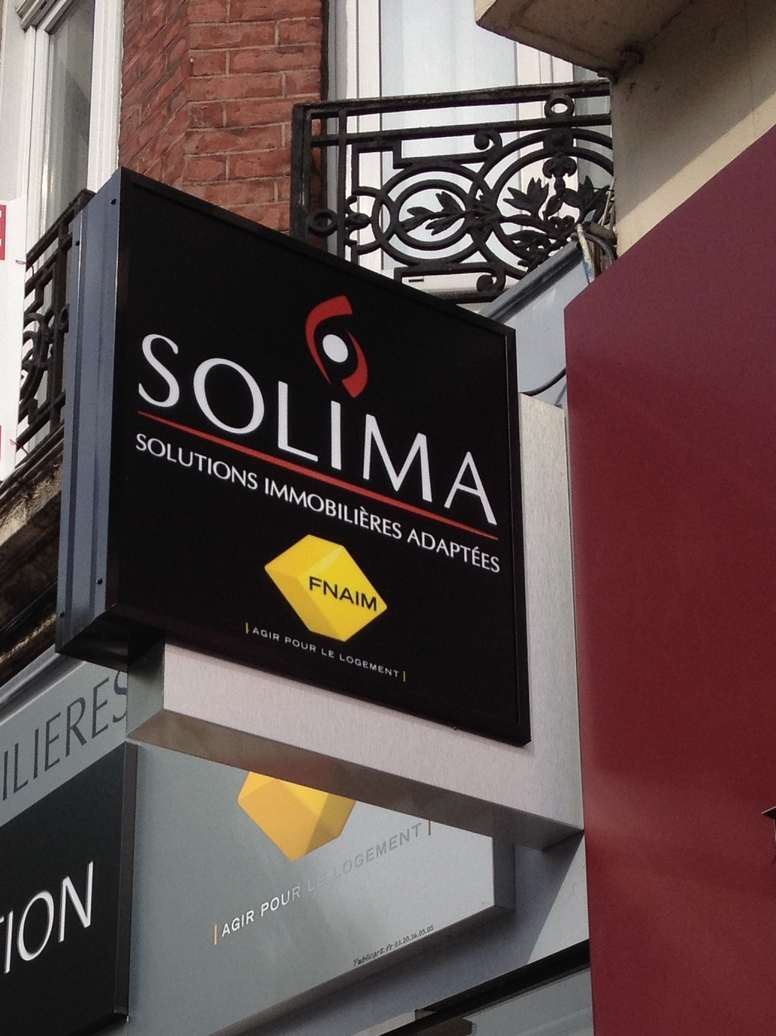 SOLIMA
SOLUTIONS IMMOBILIÈRES ADAPTÉES
FNAIM
| AGIR POUR LE LOGEMENT |
ILIERES
TION
| AGIR POUR LE LOGEMENT |